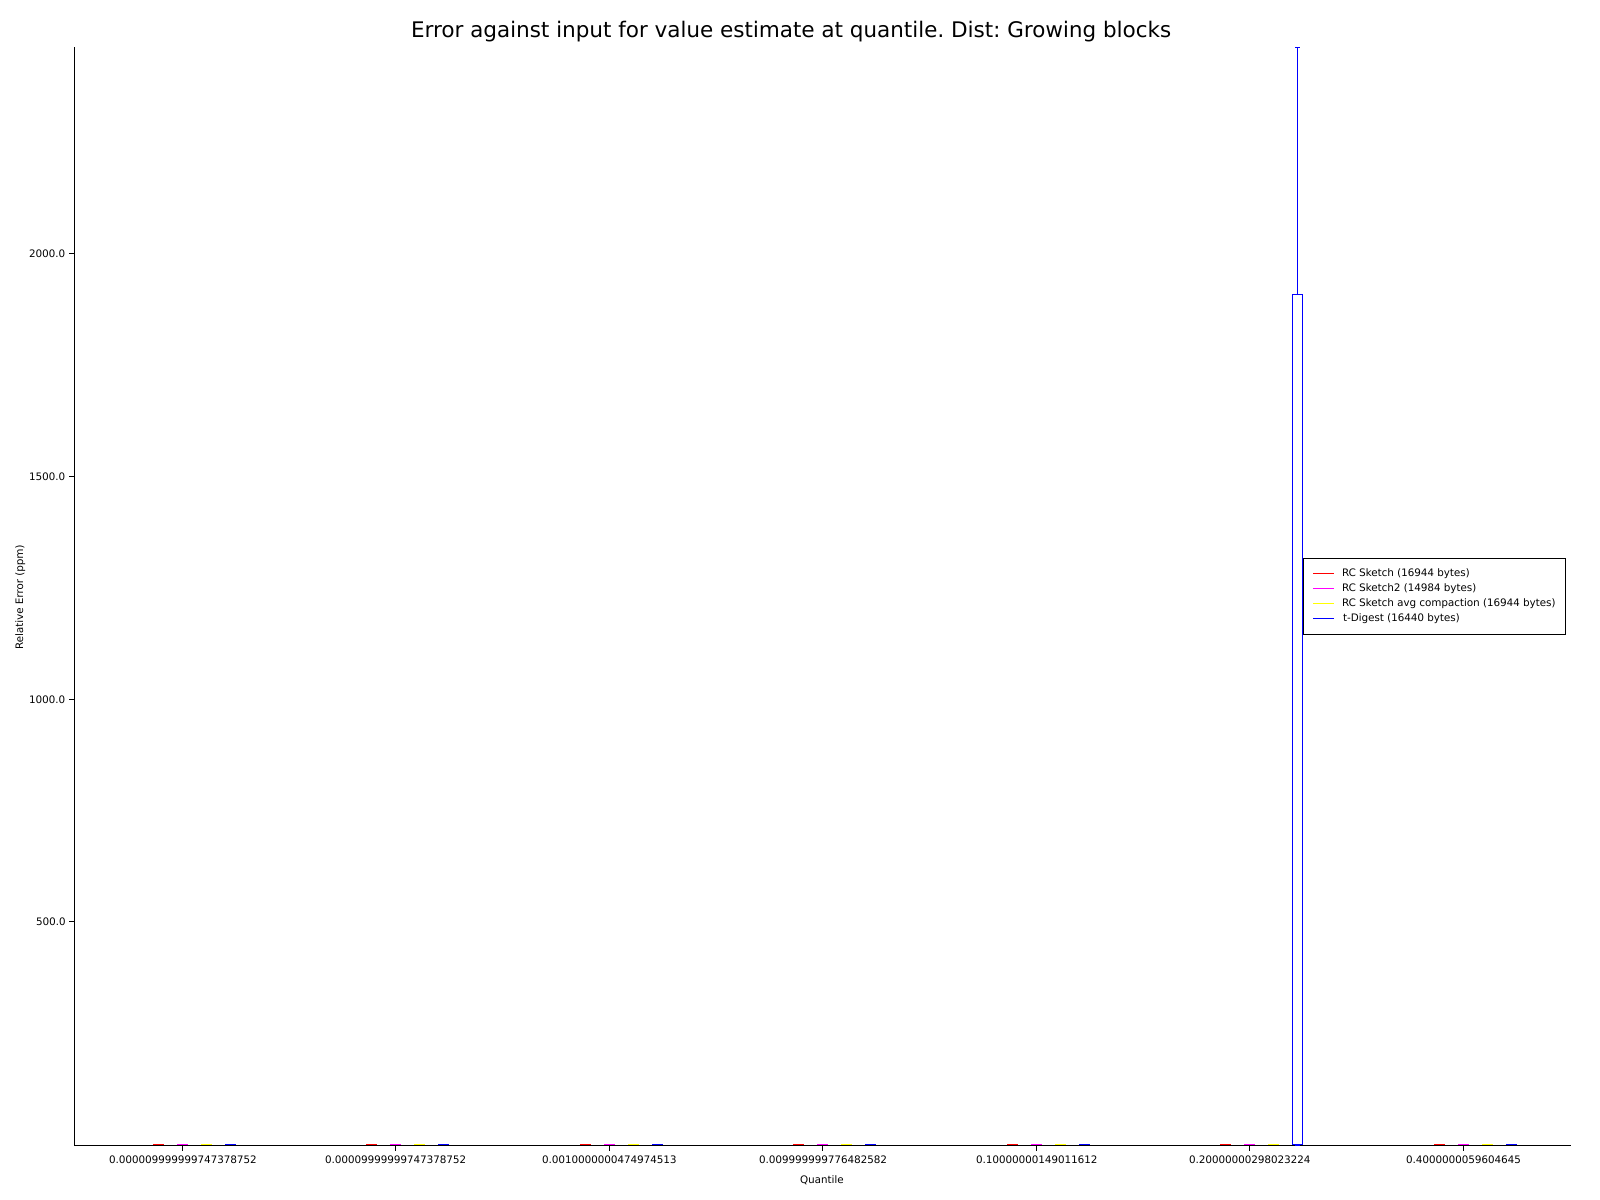 Error against input for value estimate at quantile. Dist: Growing blocks
2000.0
1500.0
1000.0
500.0
Relative Error (ppm)
RC Sketch (16944 bytes)
RC Sketch2 (14984 bytes)
RC Sketch avg compaction (16944 bytes)
t-Digest (16440 bytes)
0.000009999999747378752
0.00009999999747378752
0.001000000474974513
0.009999999776482582
0.10000000149011612
0.20000000298023224
0.4000000059604645
Quantile